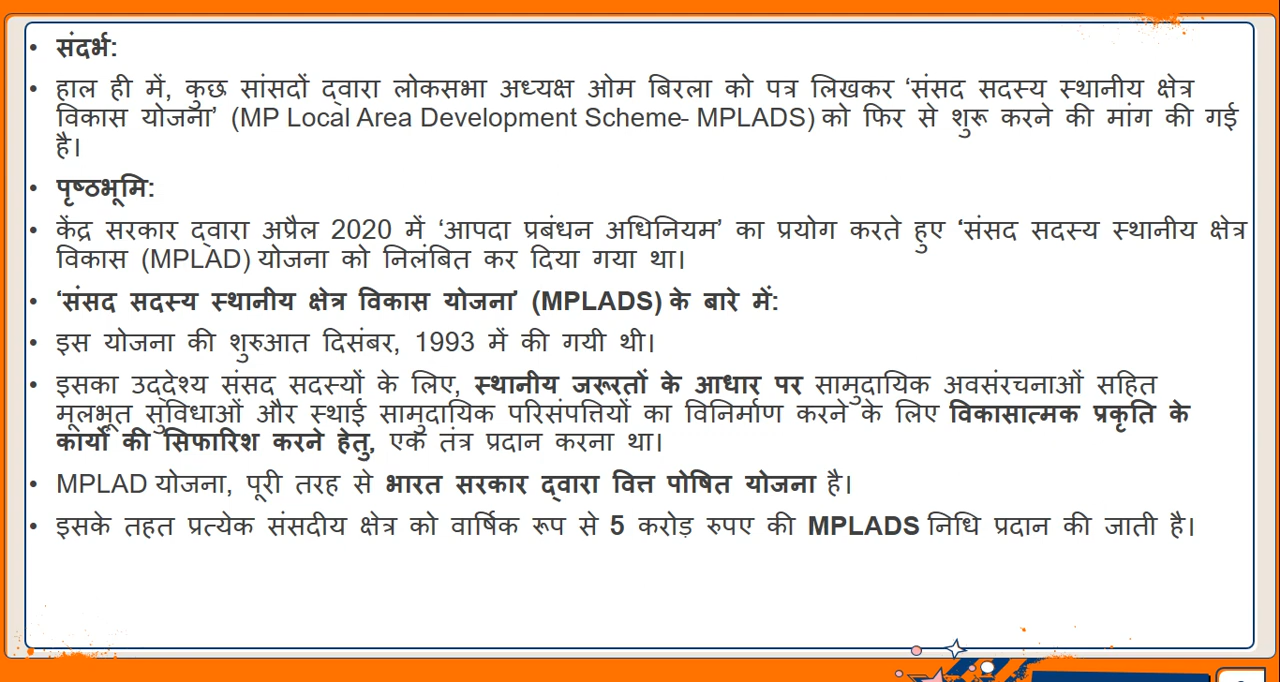 • संदर्भ:
• हाल ही में, कुछ सांसदों द्वारा लोकसभा अध्यक्ष ओम बिरला को पत्र लिखकर ‘संसद सदस्य स्थानीय क्षेत्र
विकास योजना’ (MP Local Area Development Scheme- MPLADS) को फिर से शुरू करने की मांग की गई
है।
• पृष्ठभूमि:
• केंद्र सरकार द्वारा अप्रैल 2020 में ‘आपदा प्रबंधन अधिनियम’ का प्रयोग करते हुए ‘संसद सदस्य स्थानीय क्षेत्र
विकास (MPLAD) योजना को निलंबित कर दिया गया था।
• ‘संसद सदस्य स्थानीय क्षेत्र विकास योजना’ (MPLADS) के बारे में:
• इस योजना की शुरुआत दिसंबर, 1993 में की गयी थी।
• इसका उद्देश्य संसद सदस्यों के लिए, स्थानीय जरूरतों के आधार पर सामुदायिक अवसंरचनाओं सहित
मूलभूत सुविधाओं और स्थाई सामुदायिक परिसंपत्तियों का विनिर्माण करने के लिए विकासात्मक प्रकृति के
कार्यों की सिफारिश करने हेतु, एक तंत्र प्रदान करना था।
• MPLAD योजना, पूरी तरह से भारत सरकार द्वारा वित्त पोषित योजना है।
• इसके तहत प्रत्येक संसदीय क्षेत्र को वार्षिक रूप से 5 करोड़ रुपए की MPLADS निधि प्रदान की जाती है।